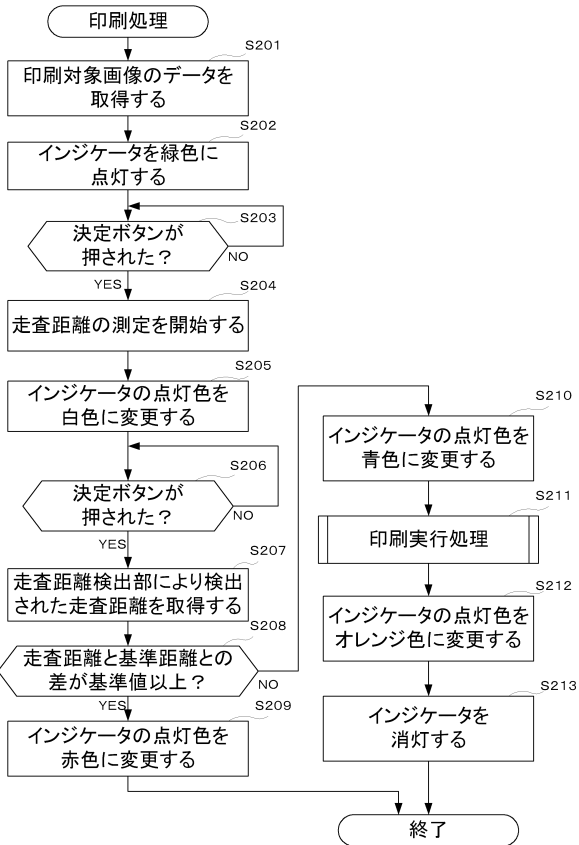 印刷処理
S201
印刷対象画像のデータを
取得する
S202
インジケータを緑色に
点灯する
S203
決定ボタンが
押された？
NO
YES
S204
走査距離の測定を開始する
S205
インジケータの点灯色を
白色に変更する
S206
決定ボタンが
押された？
NO
YES
S207
走査距離検出部により検出
された走査距離を取得する
S208
走査距離と基準距離との
差が基準値以上？
NO
YES
S209
インジケータの点灯色を
赤色に変更する
S210
インジケータの点灯色を
青色に変更する
S211
印刷実行処理
S212
インジケータの点灯色を
オレンジ色に変更する
S213
インジケータを
消灯する
終了